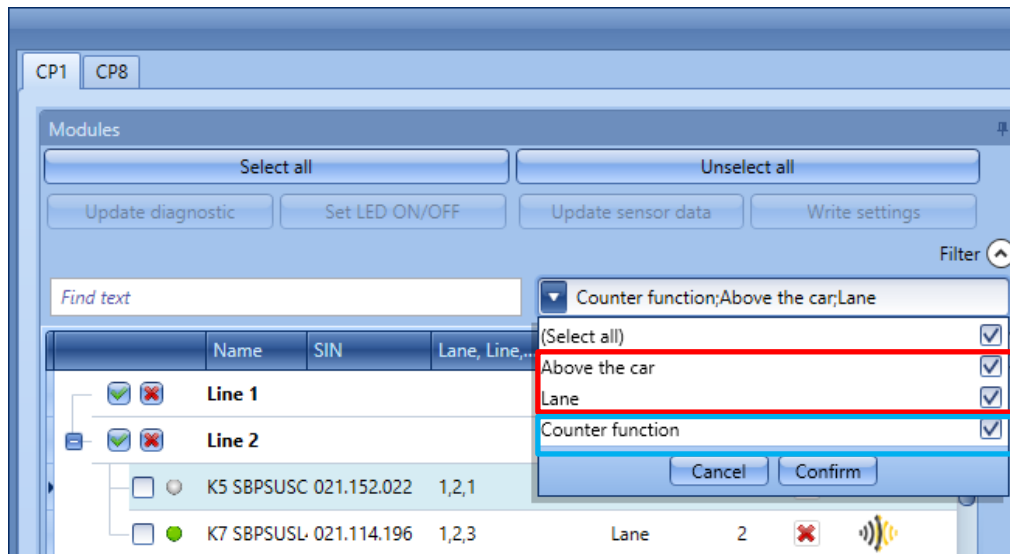 CP1 CP8
Modules
Select all Unselect all
Update diagnostic Set LED ON/OFF Update sensor data Write settings
Filter
Find text Counter function;Above the car;Lane
(Select all)
Name SIN Lane, Line,...
Above the car
Line 1
Lane
Line 2
Counter function
Cancel Confirm
K5 SBPSUSC 021.152.022 1,2,1
K7 SBPSUSL 021.114.196 1,2,3 Lane 2